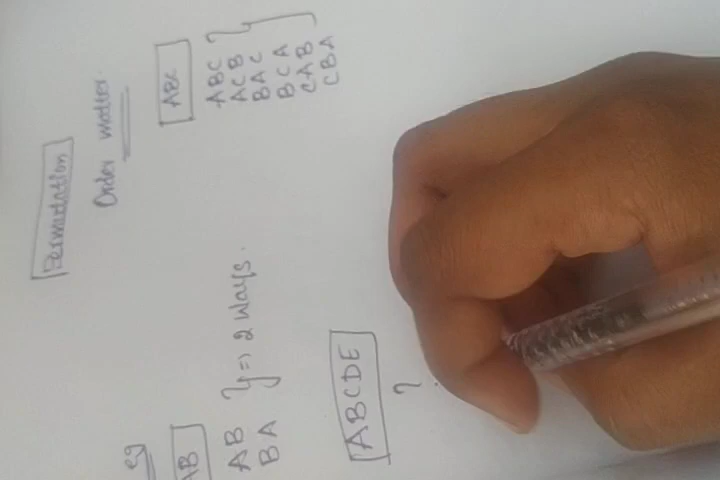 Permutation
Order matter.
eg
AB
AB } => 2 ways.
BA
ABC
ABC }
ACB
BAC
BCA
CAB
CBA
ABCDE
?